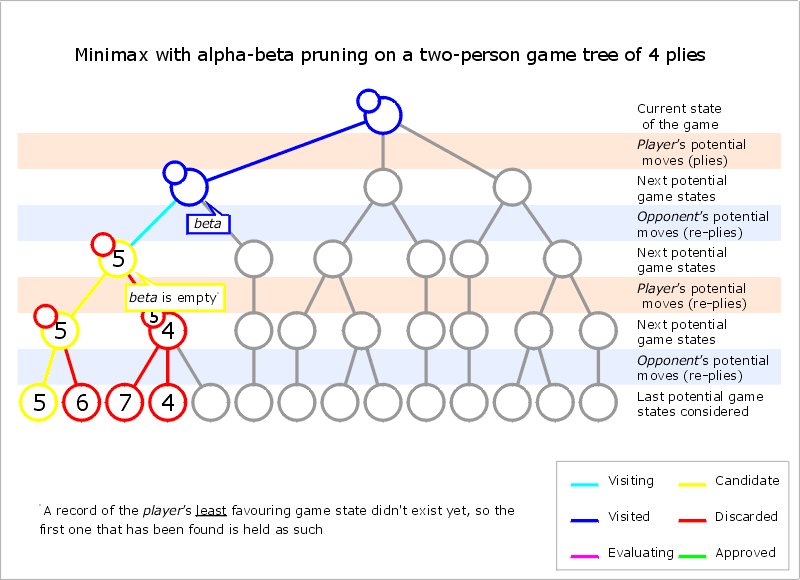 Minimax with alpha-beta pruning on a two-person game tree of 4 plies
Current state
of the game
Player's potential
moves (plies)
Next potential
game states
Opponent's potential
moves (re-plies)
beta
5
Next potential
game states
beta is empty*
Player's potential
moves (re-plies)
5
5
4
Next potential
game states
Opponent's potential
moves (re-plies)
5
6
7
4
Last potential game
states considered
*A record of the player's least favouring game state didn't exist yet, so the
first one that has been found is held as such
Visiting
Candidate
Visited
Discarded
Evaluating
Approved